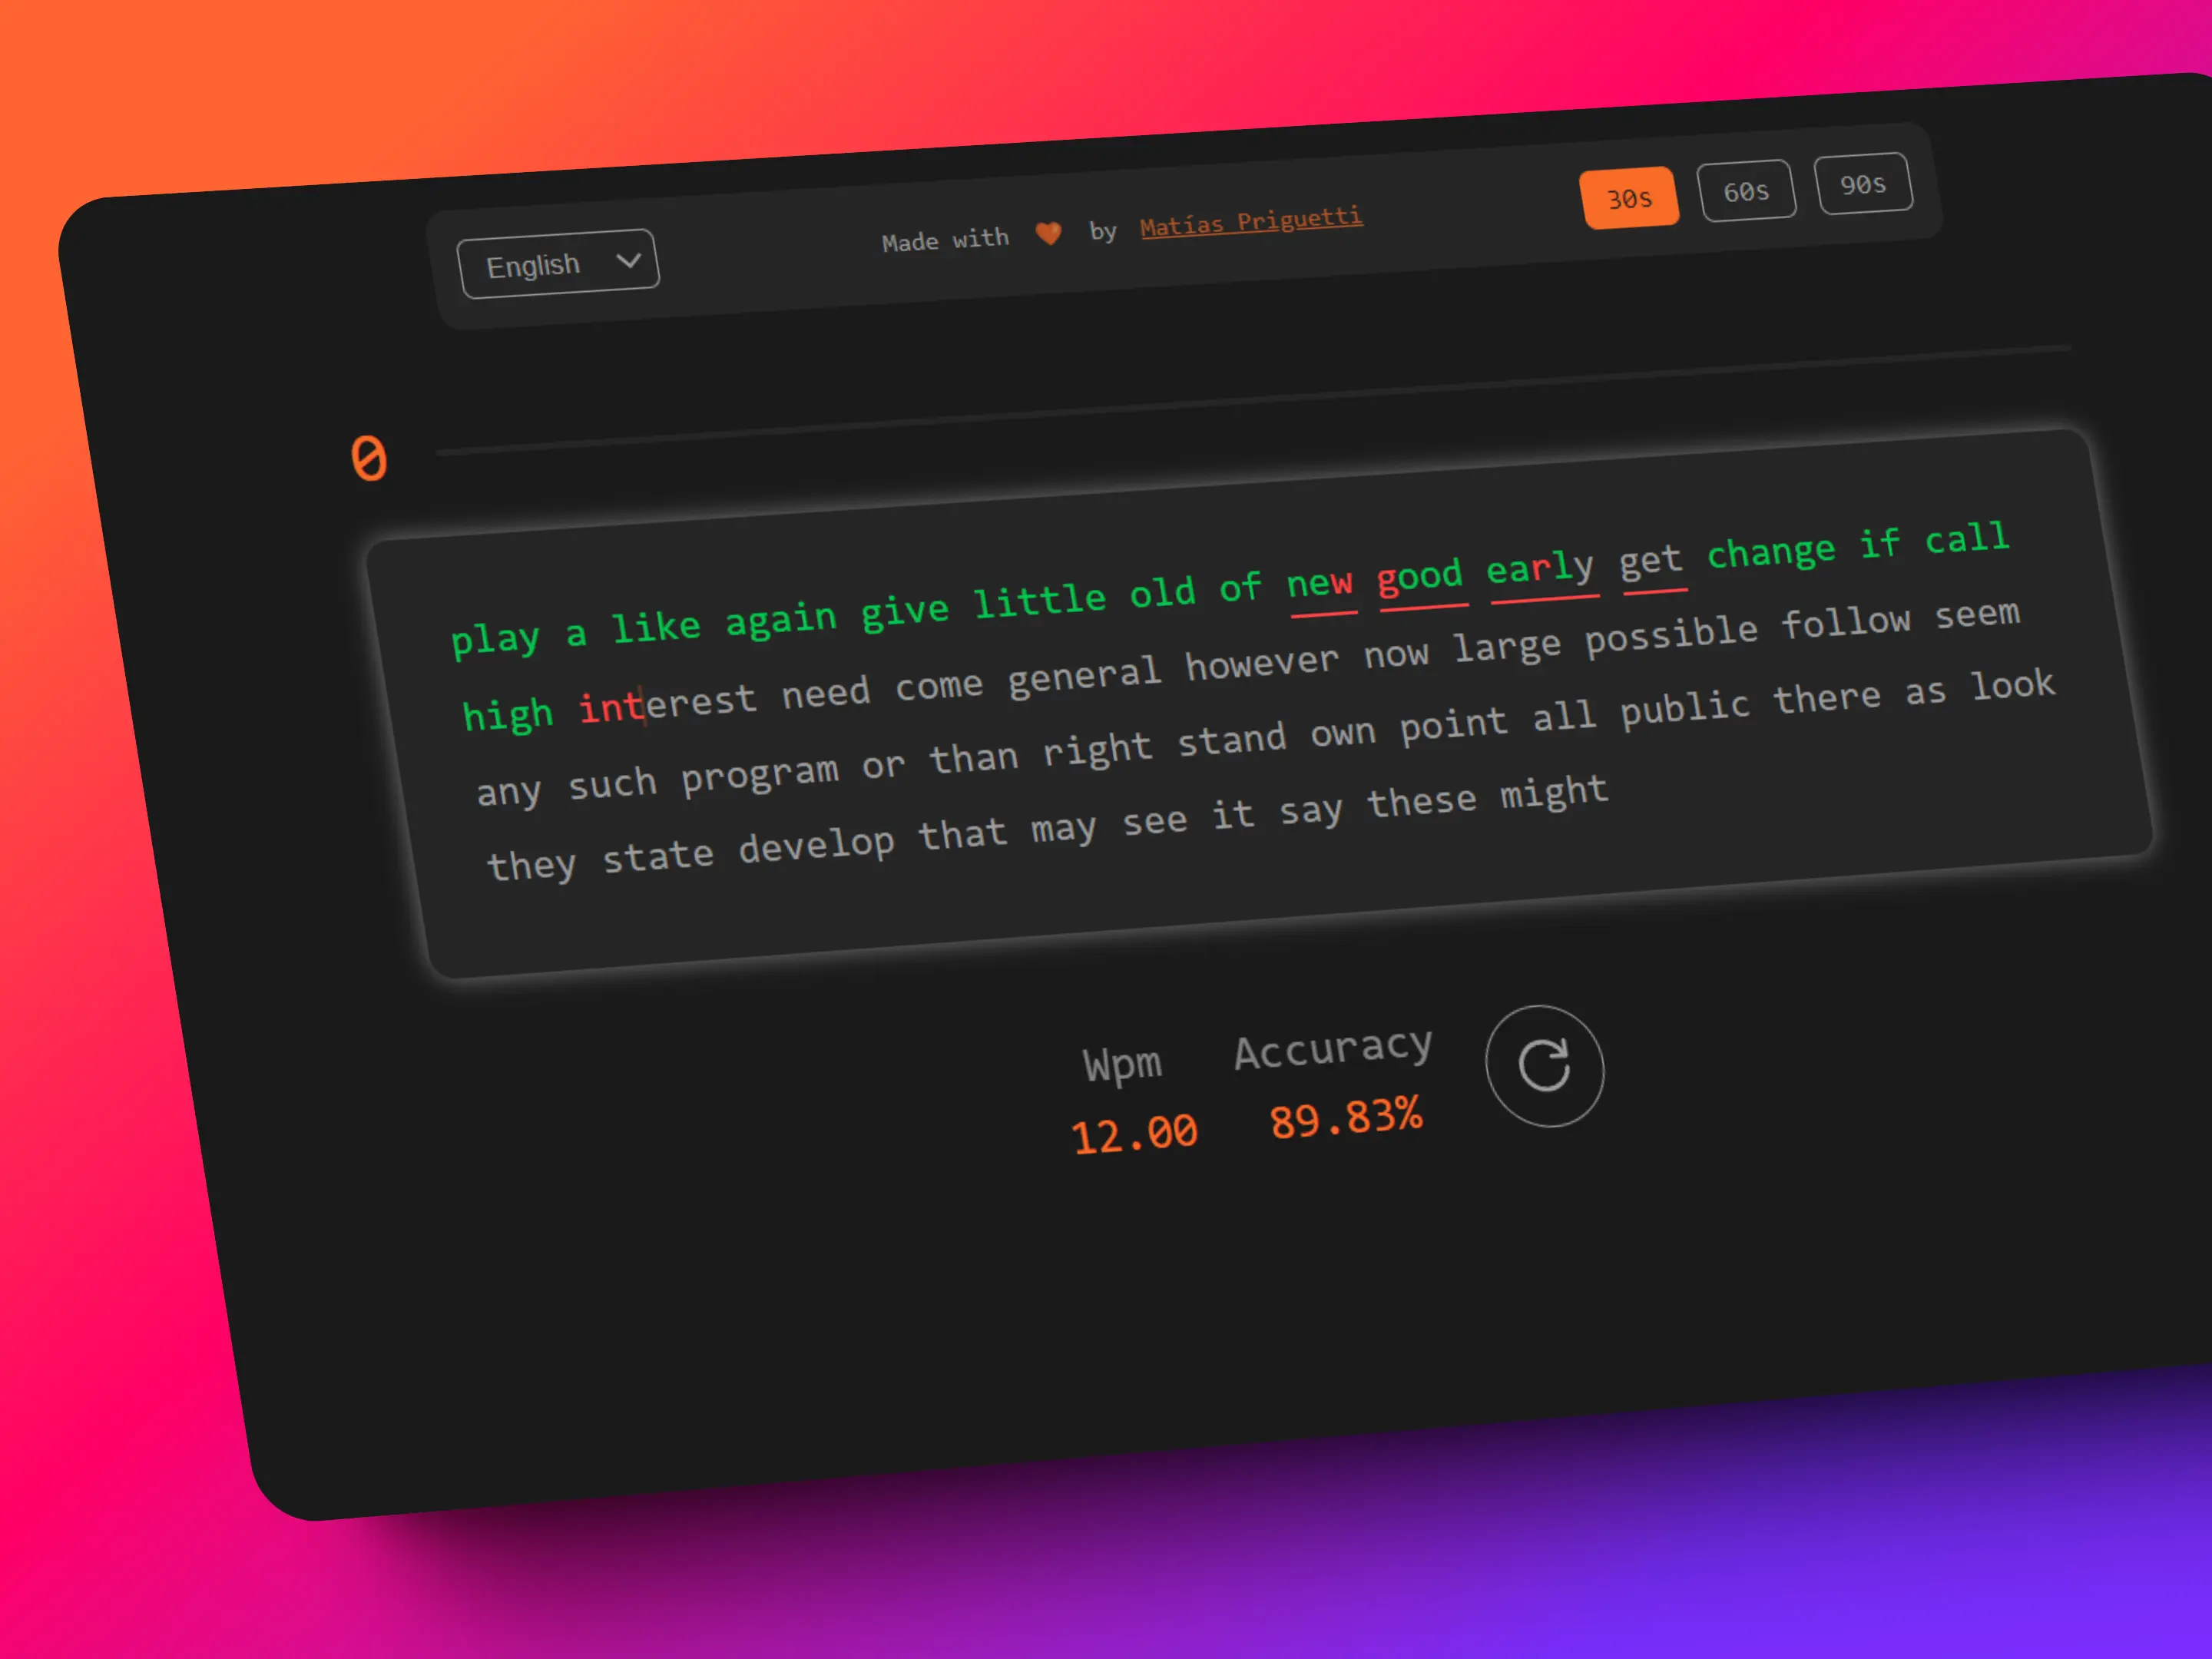 English
Made with ❤ by Matías Priguetti
30s 60s 90s
0
play a like again give little old of new good early get change if call
high interest need come general however now large possible follow seem
any such program or than right stand own point all public there as look
they state develop that may see it say these might
Wpm Accuracy
12.00 89.83%